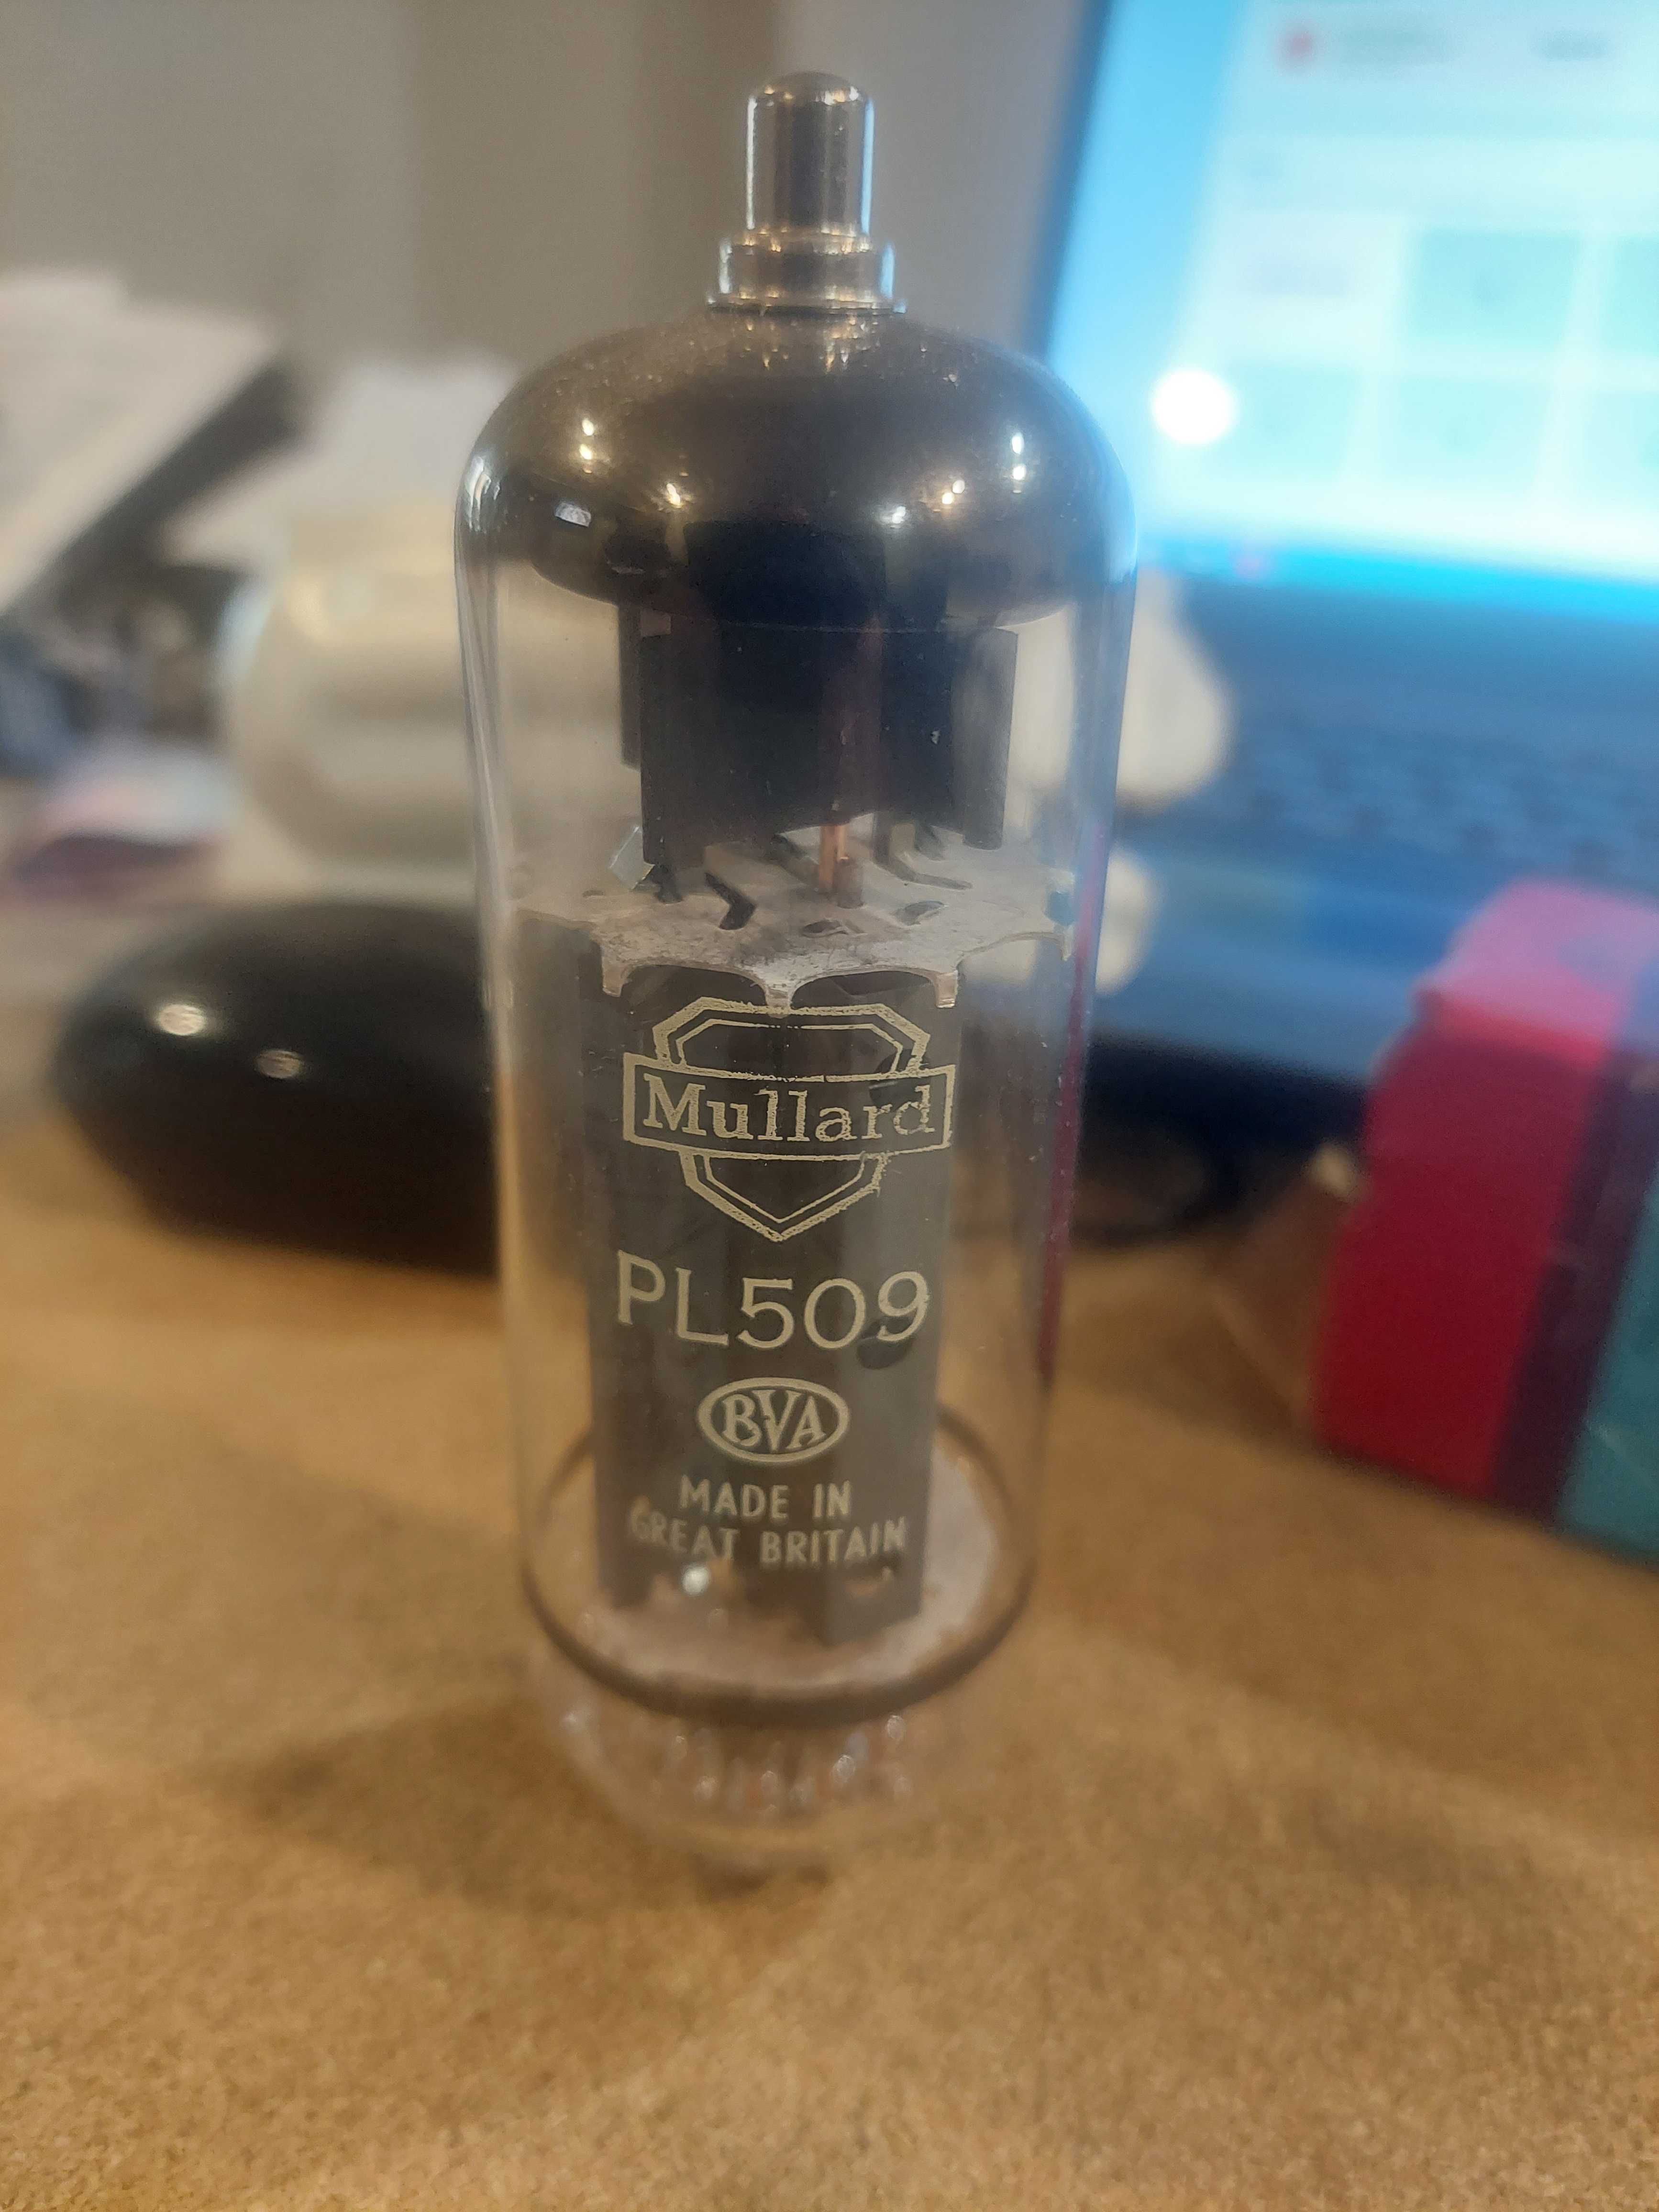 Mullard
PL509
BVA
MADE IN
GREAT BRITAIN